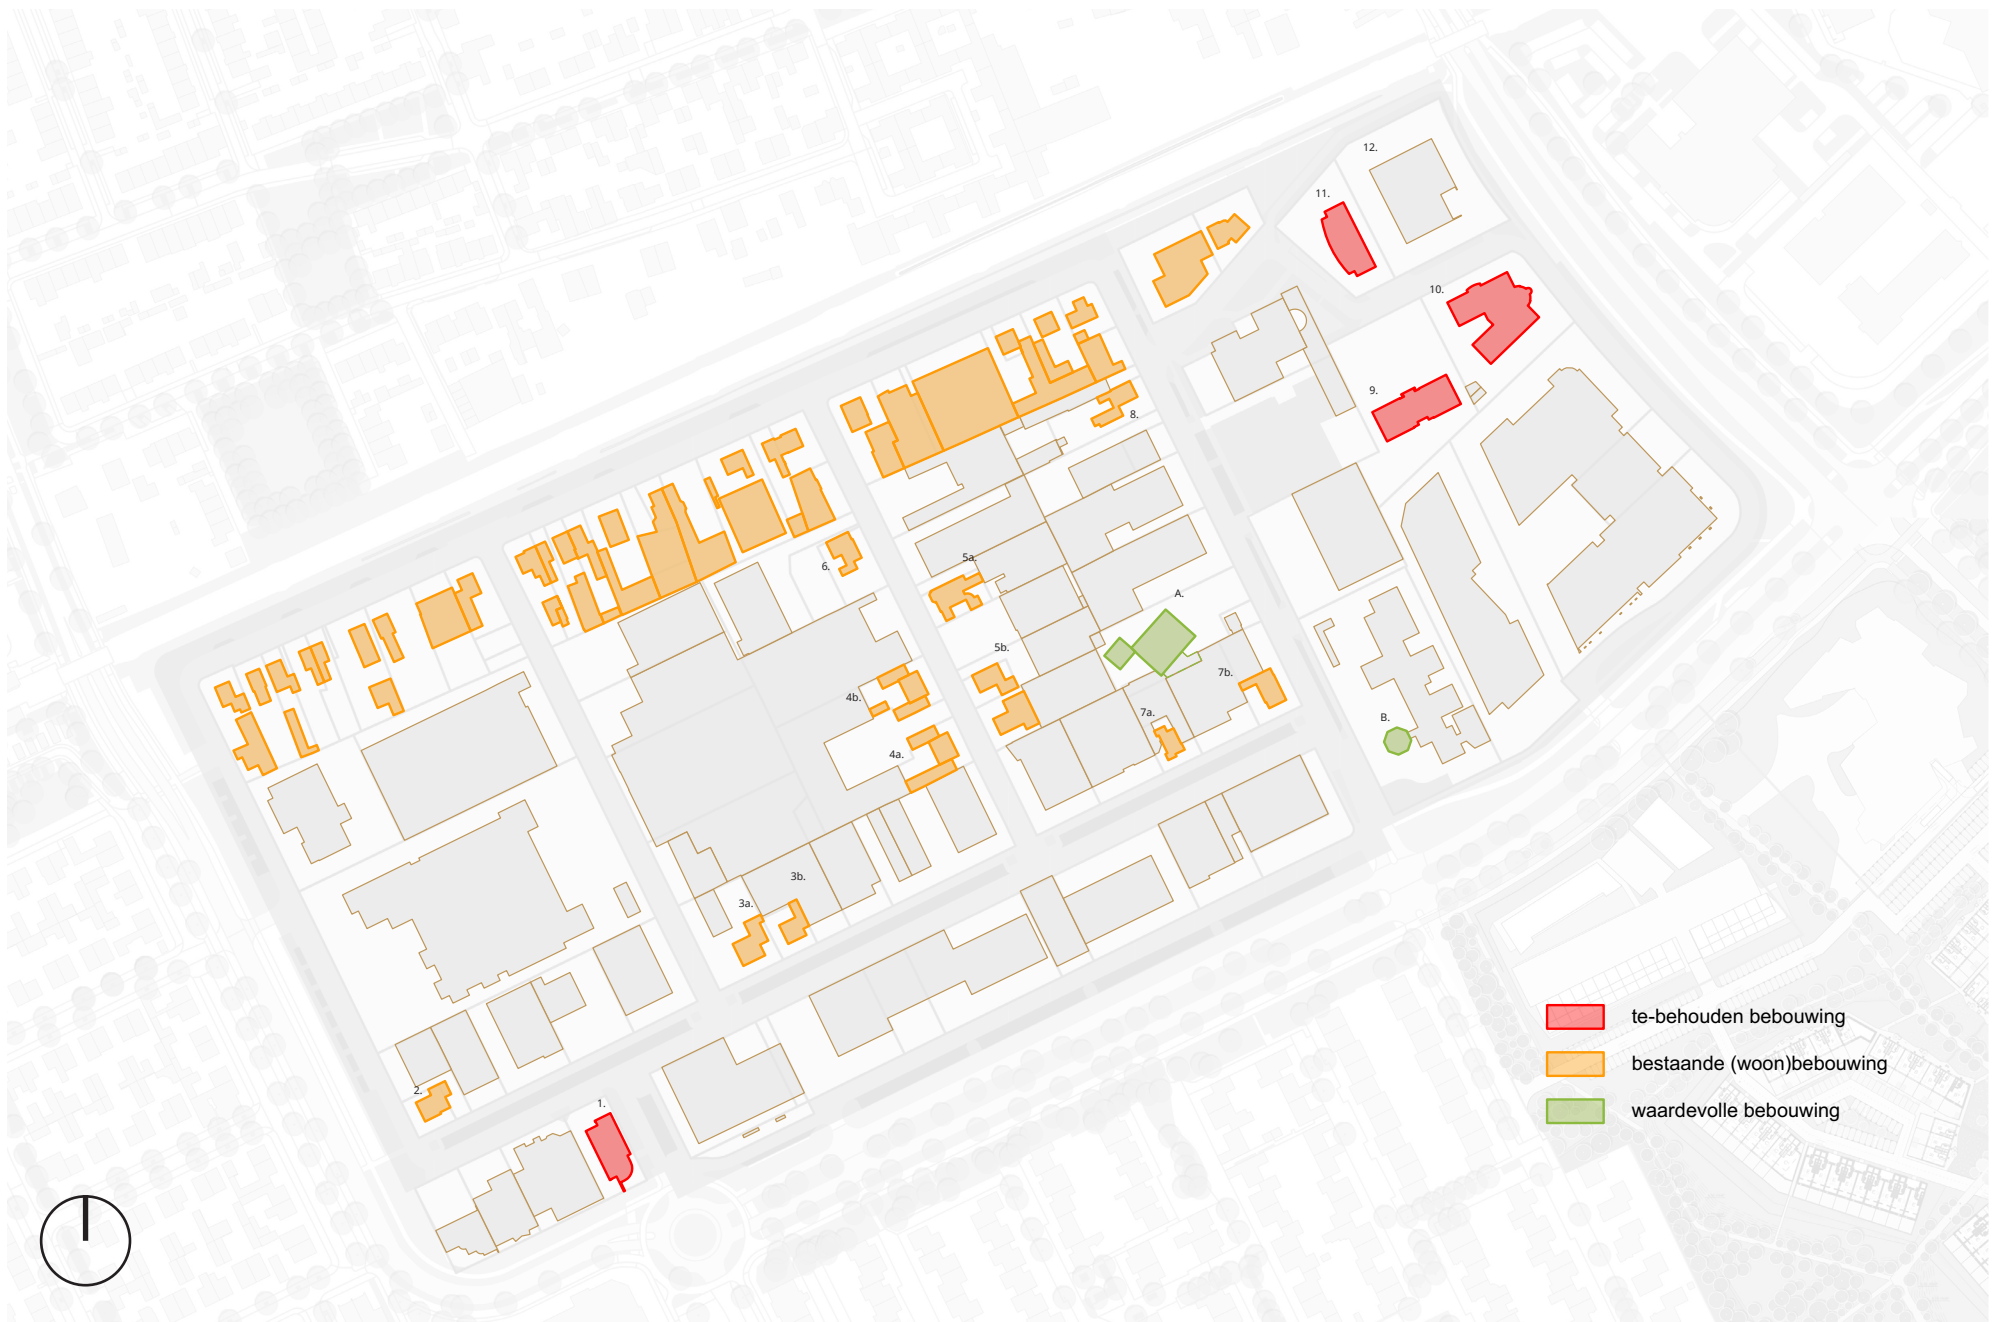 12.
11.
10.
9.
8.
5a.
6.
A.
5b.
7b.
4b.
7a.
B.
4a.
3b.
3a.
te-behouden bebouwing
bestaande (woon)bebouwing
2.
1.
waardevolle bebouwing